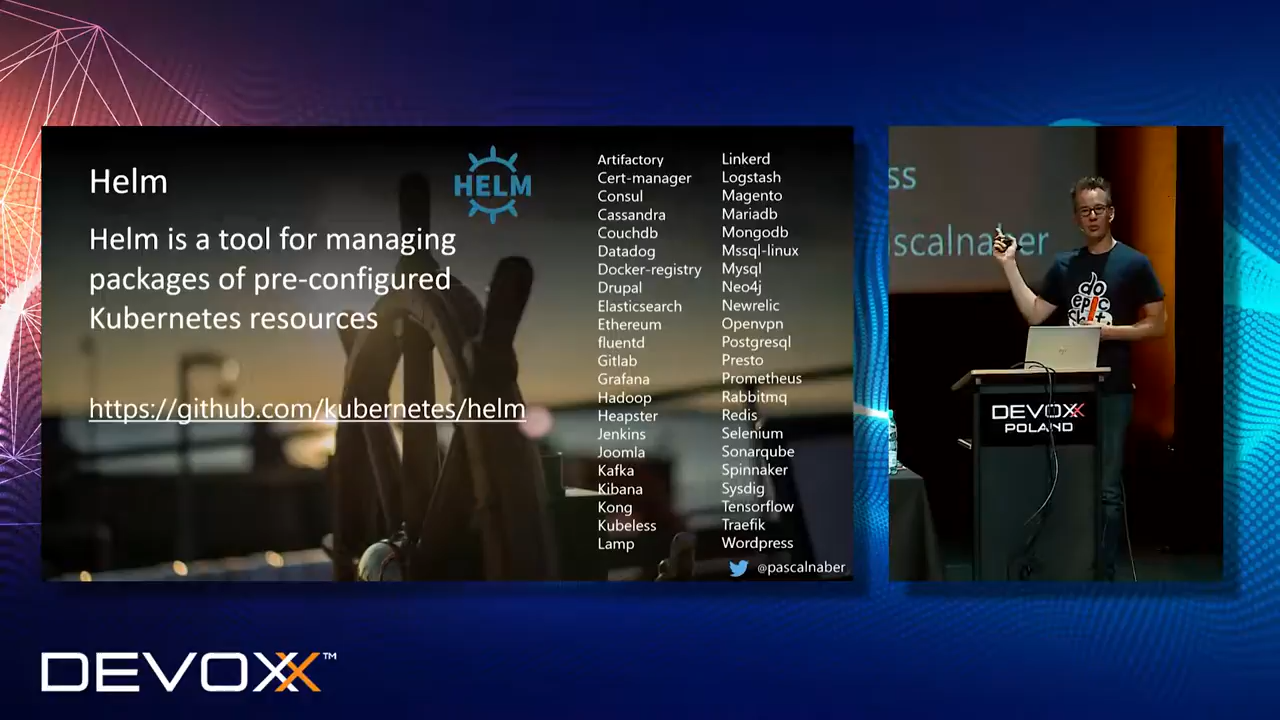 Helm
HELM
Helm is a tool for managing
packages of pre-configured
Kubernetes resources
https://github.com/kubernetes/helm
Artifactory
Cert-manager
Consul
Cassandra
Couchdb
Datadog
Docker-registry
Drupal
Elasticsearch
Ethereum
fluentd
Gitlab
Grafana
Hadoop
Heapster
Jenkins
Joomla
Kafka
Kibana
Kong
Kubeless
Lamp
Linkerd
Logstash
Magento
Mariadb
Mongodb
Mssql-linux
Mysql
Neo4j
Newrelic
Openvpn
Postgresql
Presto
Prometheus
Rabbitmq
Redis
Selenium
Sonarqube
Spinnaker
Sysdig
Tensorflow
Traefik
Wordpress
@pascalnaber
ss
scalnaber
do
epic
DEVOXX
POLAND
DEVOXX™